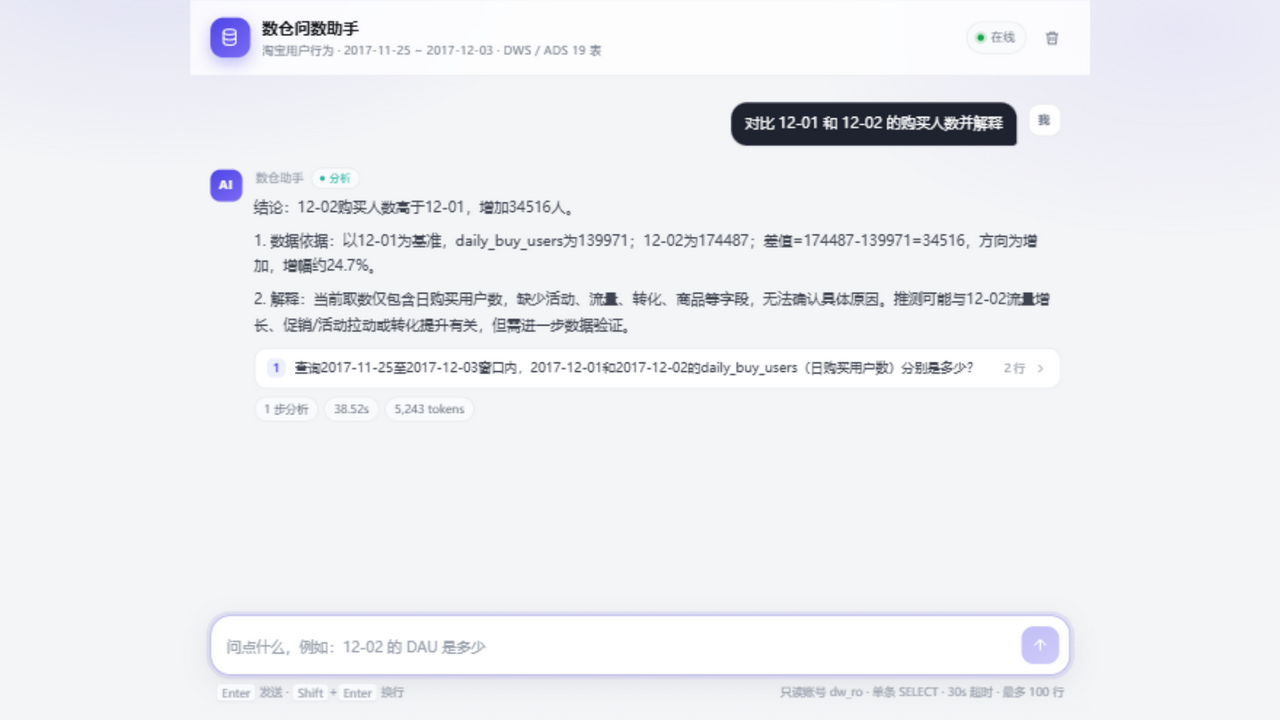 数仓问数助手
淘宝用户行为 · 2017-11-25 ~ 2017-12-03 · DWS / ADS 19 表
在线
对比 12-01 和 12-02 的购买人数并解释
我
AI
数仓助手
分析
结论：12-02购买人数高于12-01，增加34516人。
1. 数据依据：以12-01为基准，daily_buy_users为139971；12-02为174487；差值=174487-139971=34516，方向为增
加，增幅约24.7%。
2. 解释：当前取数仅包含日购买用户数，缺少活动、流量、转化、商品等字段，无法确认具体原因。推测可能与12-02流量增
长、促销/活动拉动或转化提升有关，但需进一步数据验证。
1 查询2017-11-25至2017-12-03窗口内，2017-12-01和2017-12-02的daily_buy_users（日购买用户数）分别是多少？ 2 行
1 步分析 38.52s 5,243 tokens
问点什么，例如：12-02 的 DAU 是多少
Enter 发送 · Shift + Enter 换行
只读账号 dw_ro · 单条 SELECT · 30s 超时 · 最多 100 行